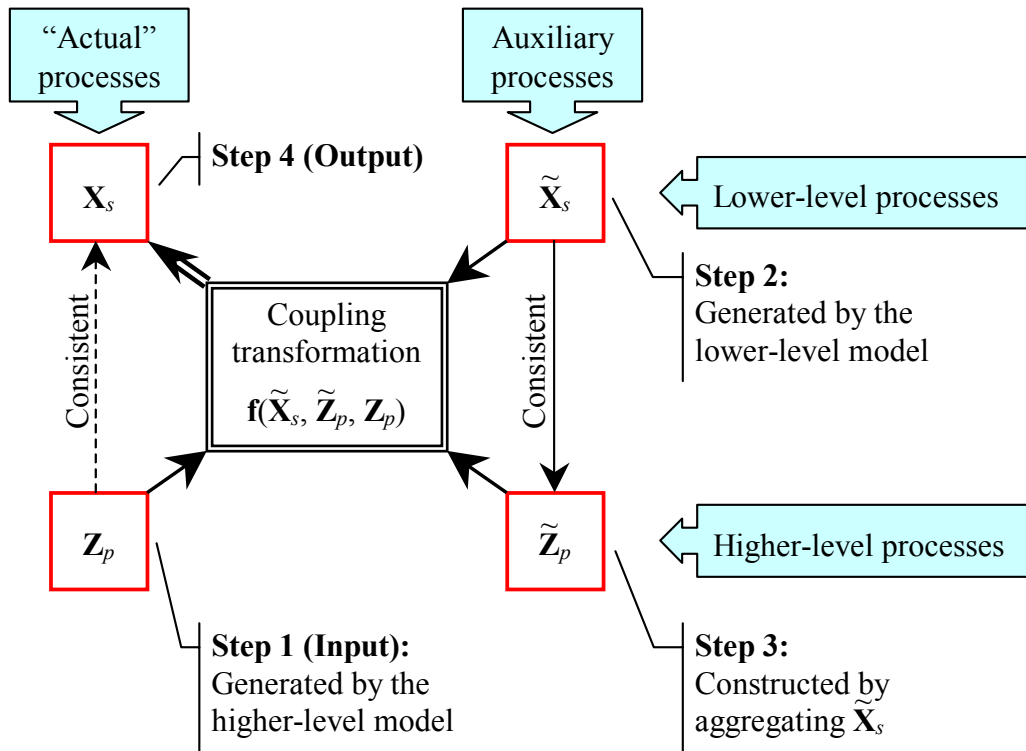 “Actual”
processes
Auxiliary
processes
Step 4 (Output)
Xₛ
X̃ₛ
Lower-level processes
Step 2:
Generated by the
lower-level model
Consistent
Coupling
transformation
f(X̃ₛ, Z̃ₚ, Zₚ)
Consistent
Zₚ
Z̃ₚ
Higher-level processes
Step 1 (Input):
Generated by the
higher-level model
Step 3:
Constructed by
aggregating X̃ₛ